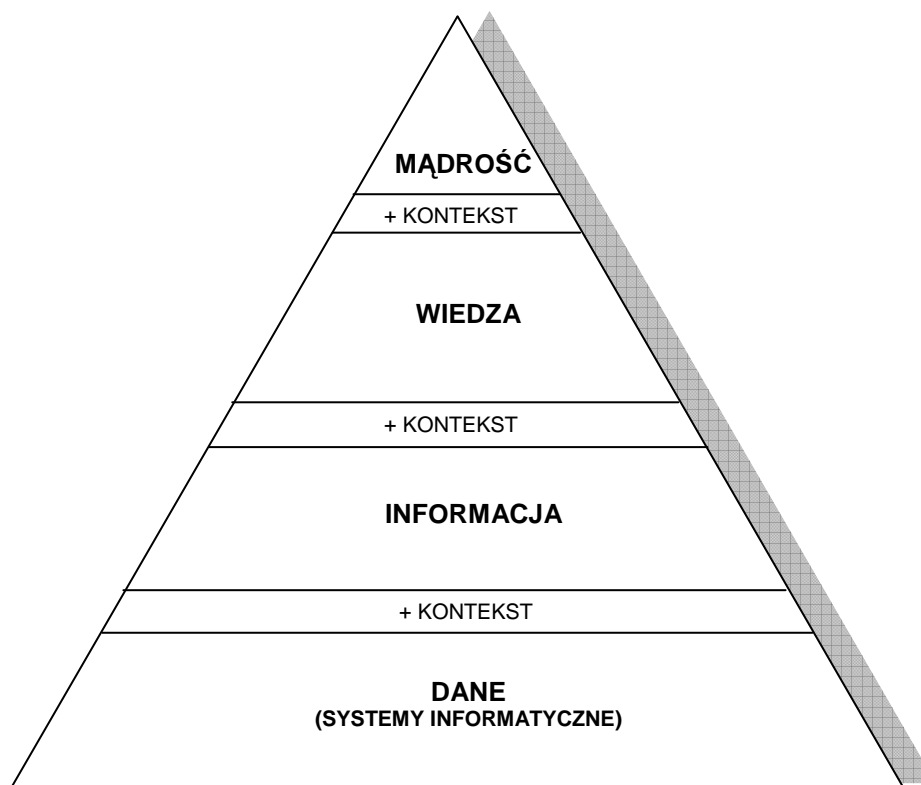 MĄDROŚĆ
+ KONTEKST
WIEDZA
+ KONTEKST
INFORMACJA
+ KONTEKST
DANE
(SYSTEMY INFORMATYCZNE)